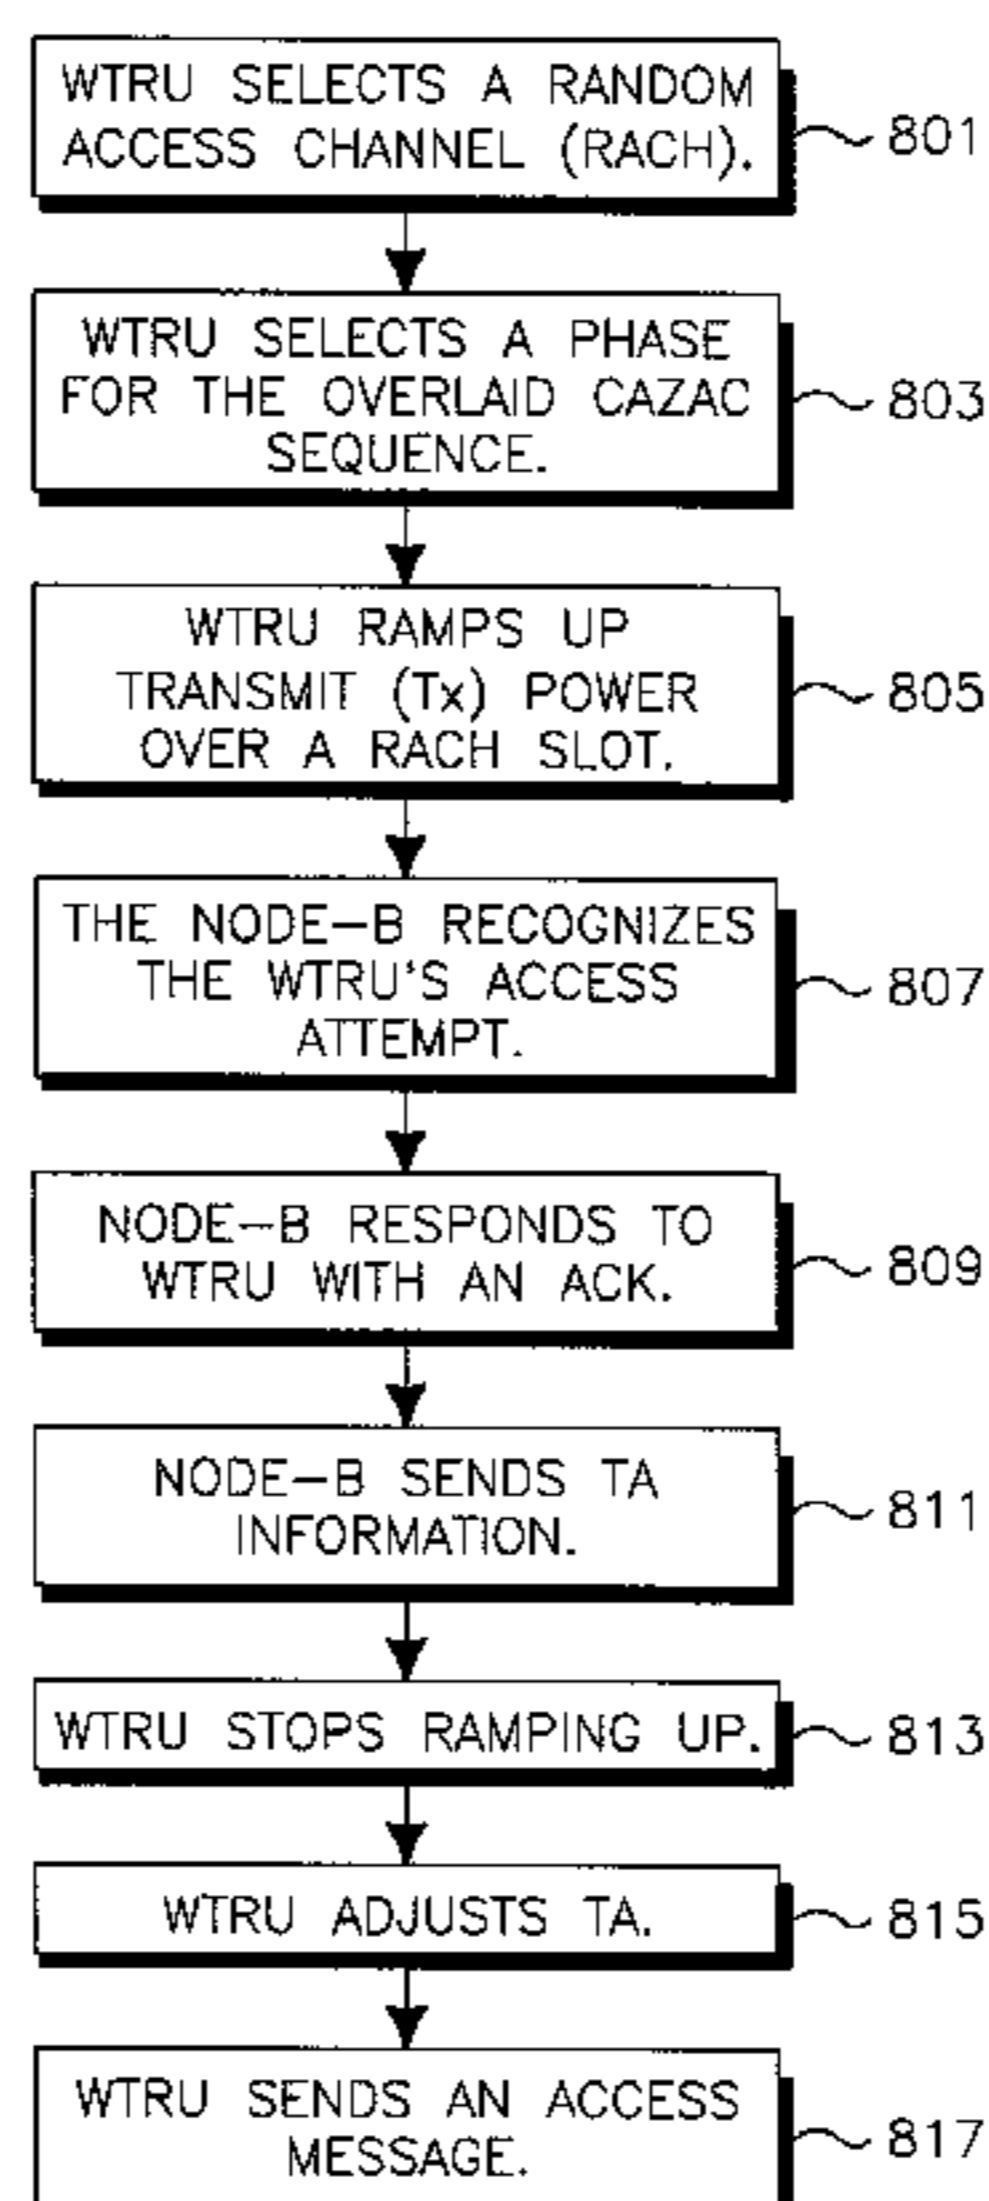 WTRU SELECTS A RANDOM
ACCESS CHANNEL (RACH).
801
WTRU SELECTS A PHASE
FOR THE OVERLAID CAZAC
SEQUENCE.
803
WTRU RAMPS UP
TRANSMIT (Tx) POWER
OVER A RACH SLOT.
805
THE NODE-B RECOGNIZES
THE WTRU'S ACCESS
ATTEMPT.
807
NODE-B RESPONDS TO
WTRU WITH AN ACK.
809
NODE-B SENDS TA
INFORMATION.
811
WTRU STOPS RAMPING UP.
813
WTRU ADJUSTS TA.
815
WTRU SENDS AN ACCESS
MESSAGE.
817